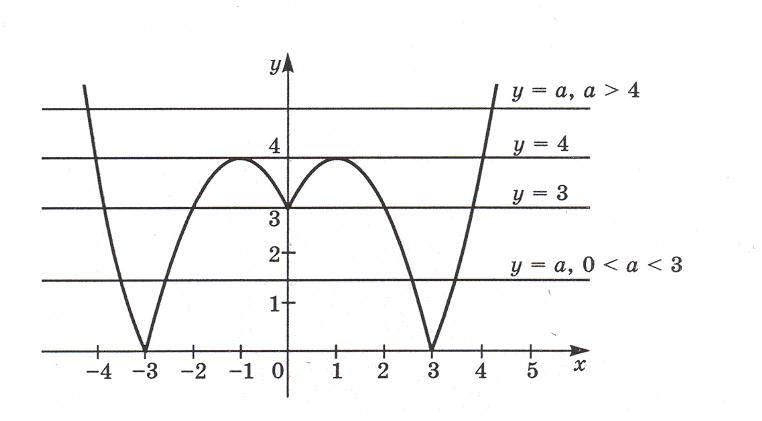 y
y = a, a > 4
4
y = 4
y = 3
3
2
y = a, 0 < a < 3
1
−4 −3 −2 −1 0 1 2 3 4 5 x